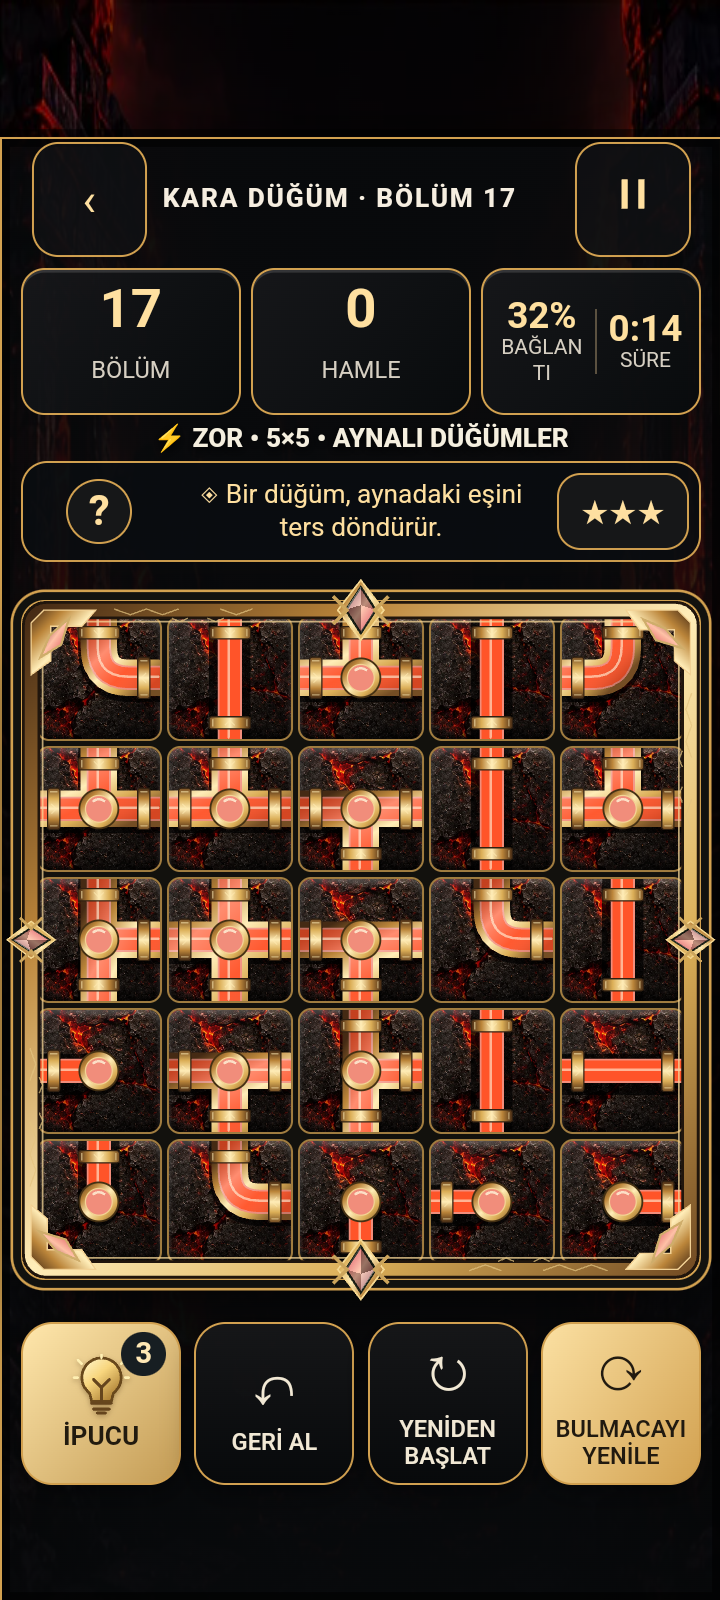 KARA DÜĞÜM · BÖLÜM 17
17
BÖLÜM
0
HAMLE
32%
BAĞLAN
TI
0:14
SÜRE
⚡ ZOR • 5×5 • AYNALI DÜĞÜMLER
?
Bir düğüm, aynadaki eşini
ters döndürür.
★★★
3
İPUCU
GERİ AL
YENİDEN
BAŞLAT
BULMACAYI
YENİLE